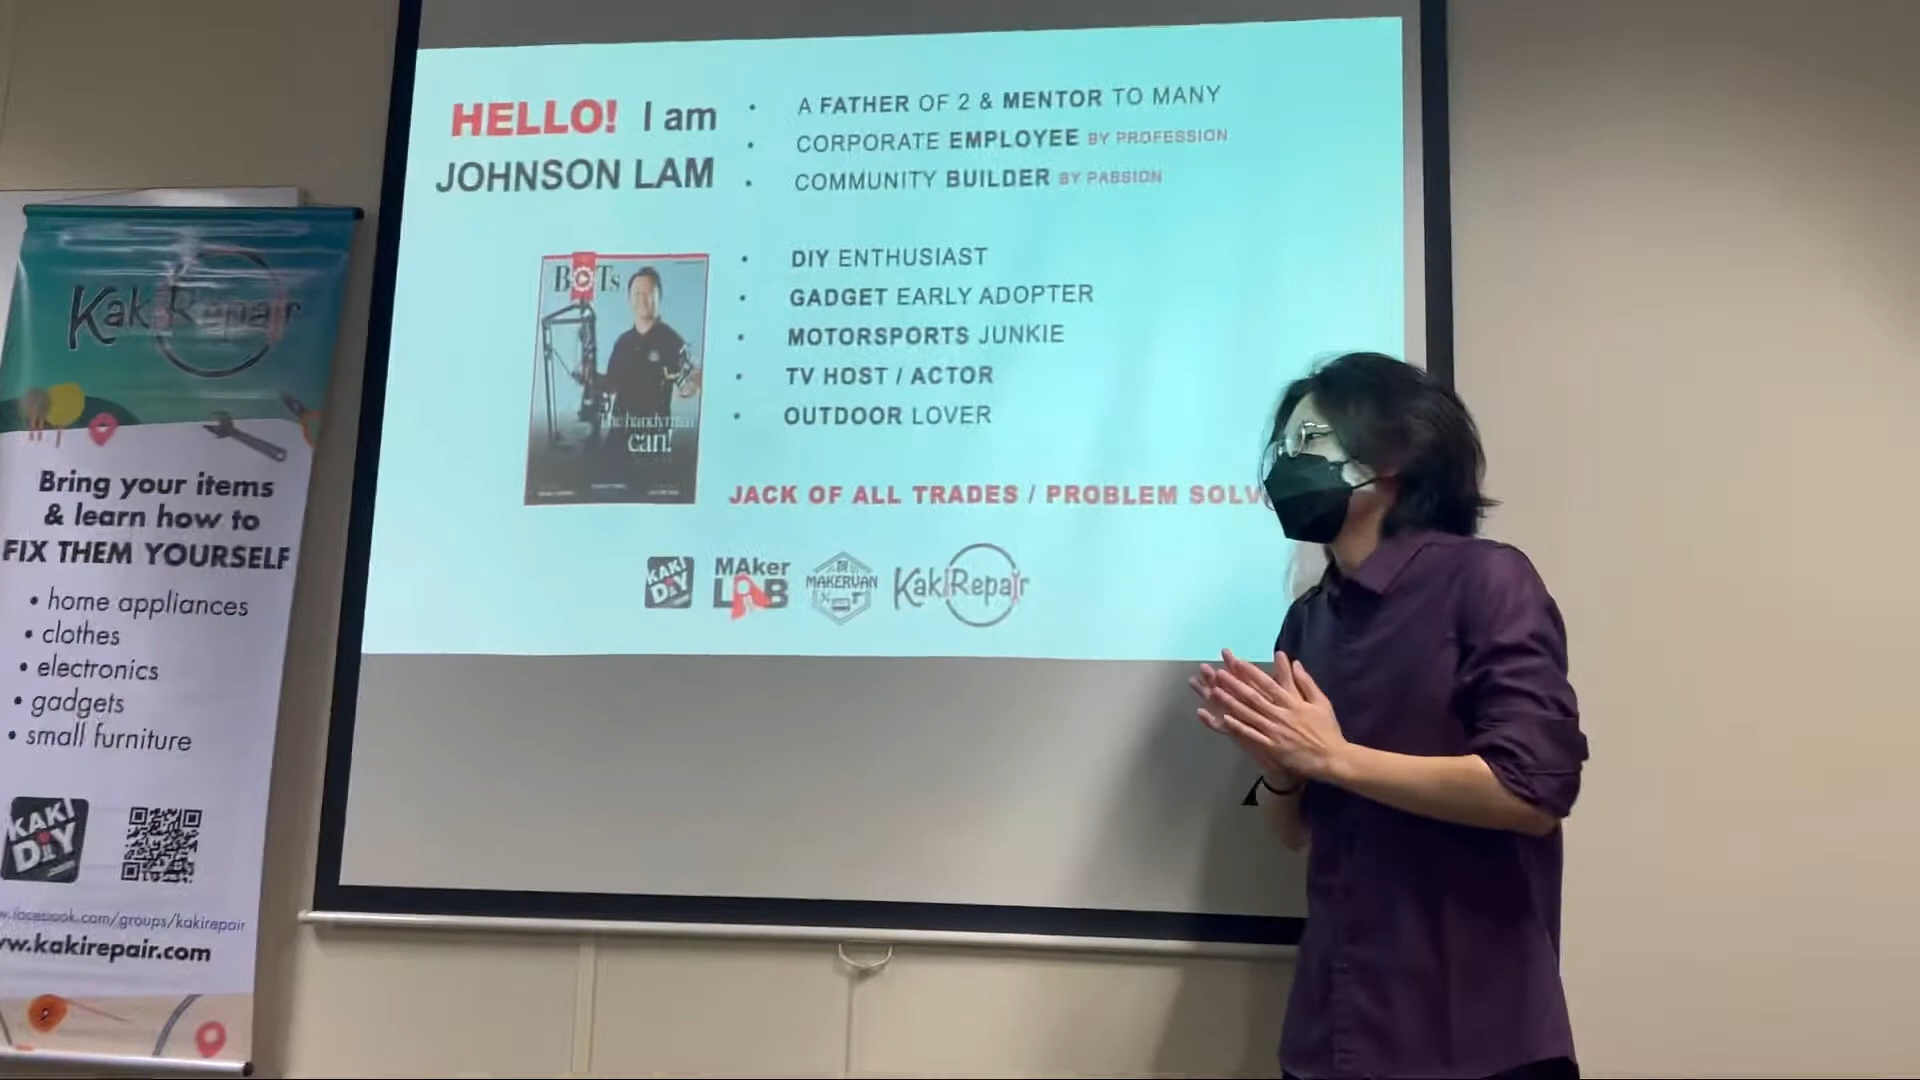 HELLO! I am
JOHNSON LAM
• A FATHER OF 2 & MENTOR TO MANY
• CORPORATE EMPLOYEE BY PROFESSION
• COMMUNITY BUILDER BY PASSION
• DIY ENTHUSIAST
• GADGET EARLY ADOPTER
• MOTORSPORTS JUNKIE
• TV HOST / ACTOR
• OUTDOOR LOVER
BOTs
The handyman
can!
JACK OF ALL TRADES / PROBLEM SOLV
KAKI
DIY
MAker
LAB
MAKERVAN
KakiRepair
KakiRepair
Bring your items
& learn how to
FIX THEM YOURSELF
• home appliances
• clothes
• electronics
• gadgets
• small furniture
KAKI
DIY
w.facebook.com/groups/kakirepair
ww.kakirepair.com